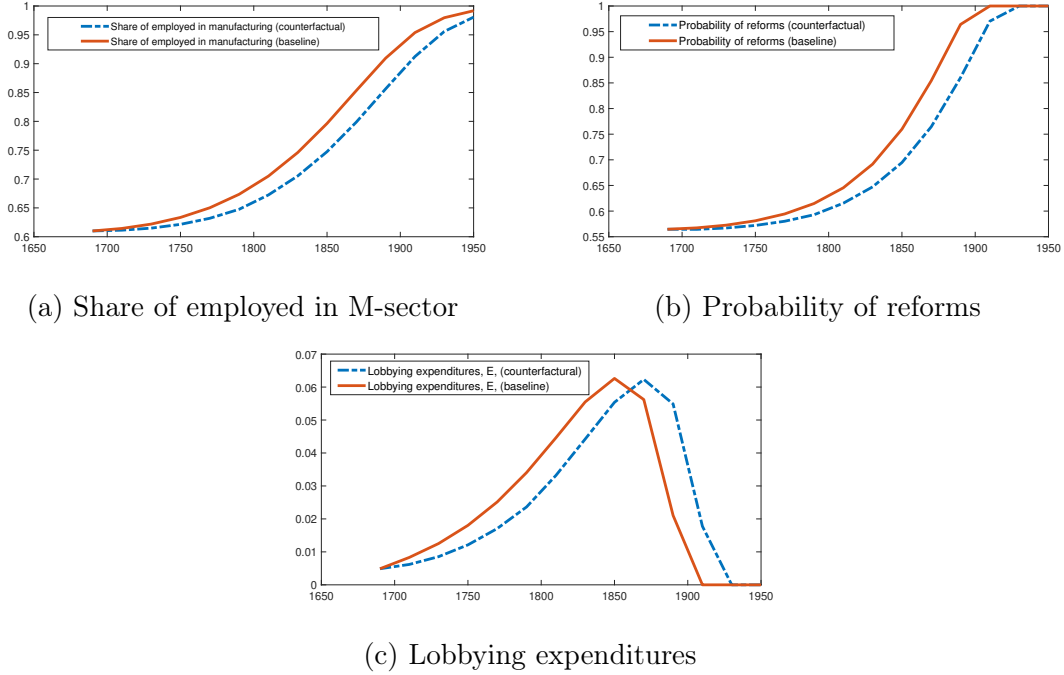 Share of employed in manufacturing (counterfactual)
Share of employed in manufacturing (baseline)
1
0.95
0.9
0.85
0.8
0.75
0.7
0.65
0.6
1650 1700 1750 1800 1850 1900 1950
(a) Share of employed in M-sector
Probability of reforms (counterfactual)
Probability of reforms (baseline)
1
0.95
0.9
0.85
0.8
0.75
0.7
0.65
0.6
0.55
1650 1700 1750 1800 1850 1900 1950
(b) Probability of reforms
Lobbying expenditures, E, (counterfactural)
Lobbying expenditures, E, (baseline)
0.07
0.06
0.05
0.04
0.03
0.02
0.01
0
1650 1700 1750 1800 1850 1900 1950
(c) Lobbying expenditures